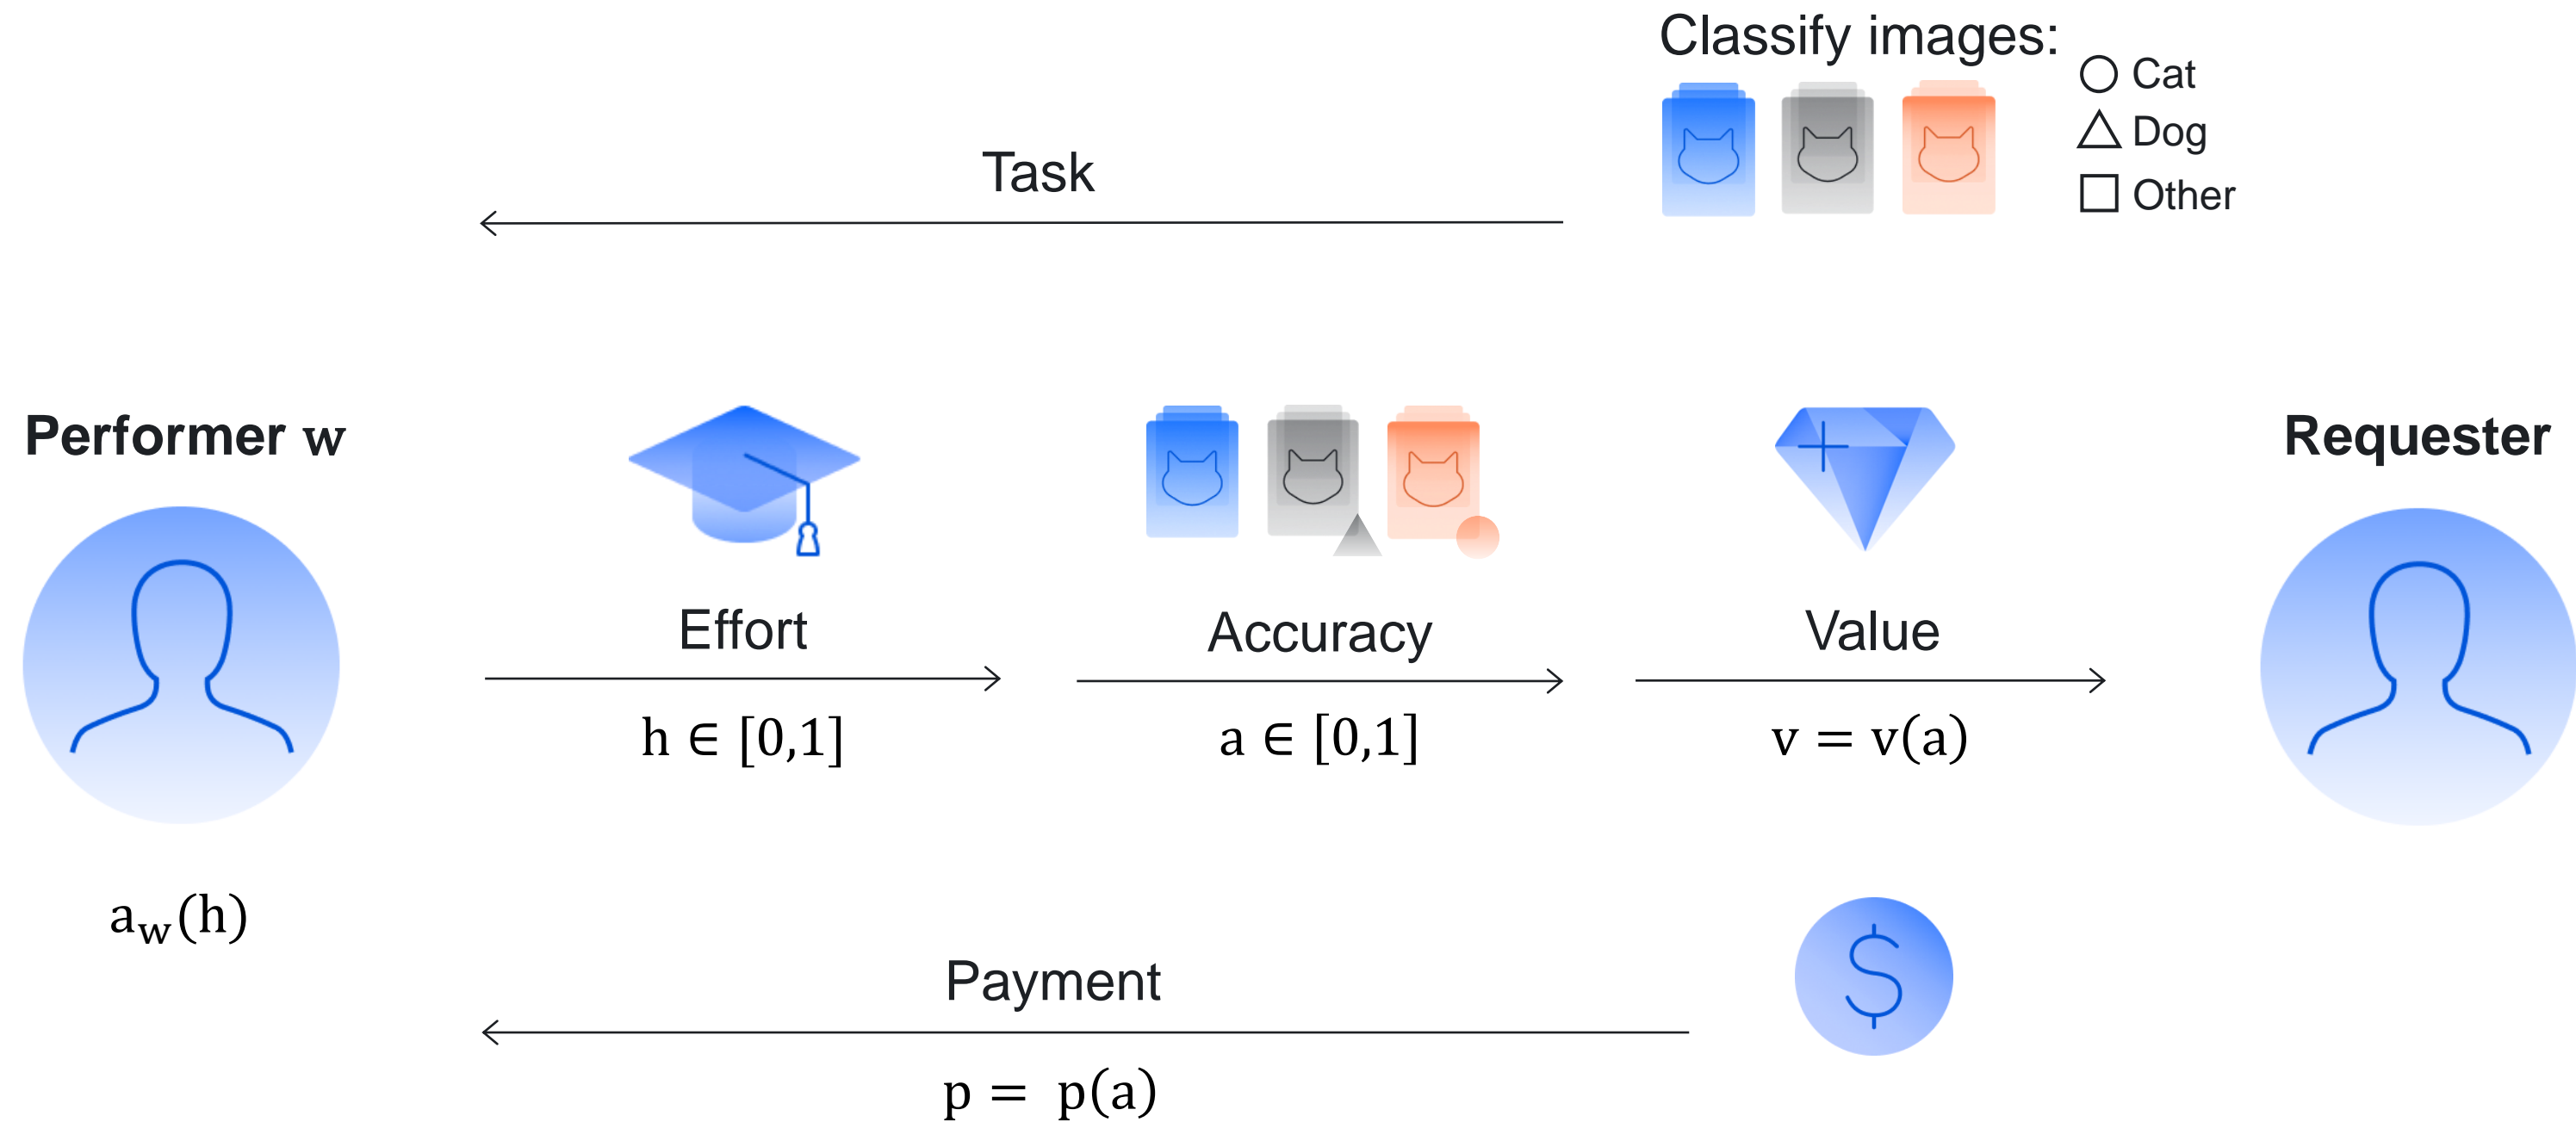 Classify images:
Cat
Dog
Other
Task
Performer w
Requester
Effort
Accuracy
Value
h ∈ [0,1]
a ∈ [0,1]
v = v(a)
a_w(h)
$
Payment
p = p(a)